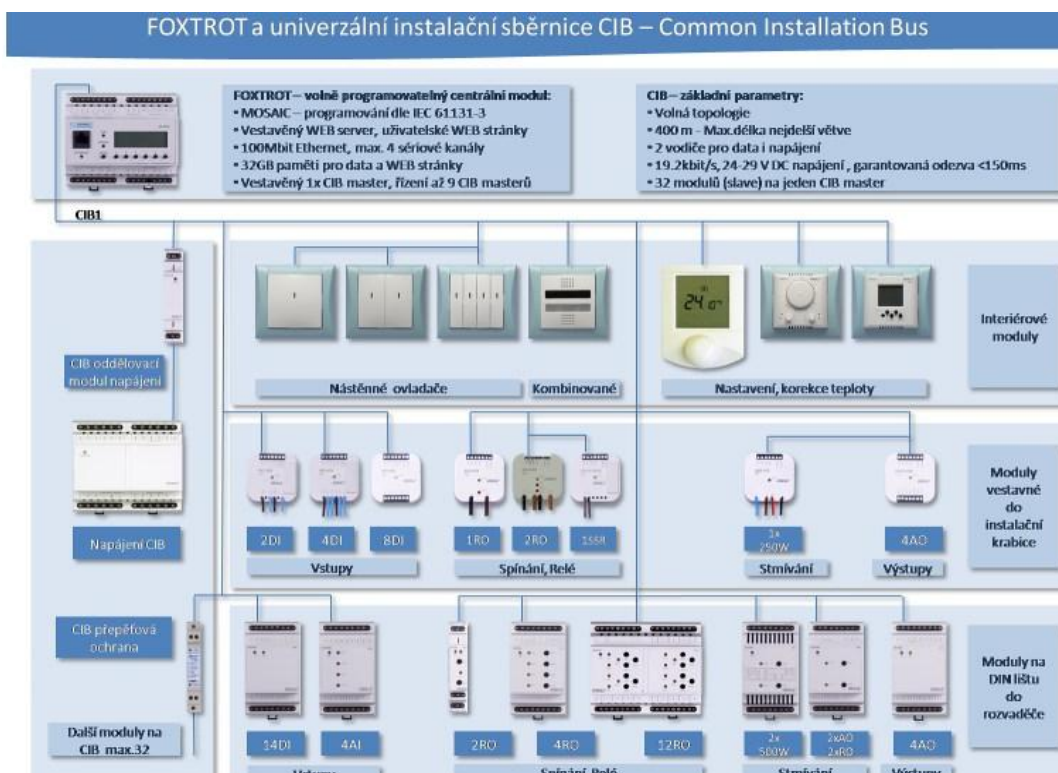 FOXTROT a univerzální instalační sběrnice CIB – Common Installation Bus
FOXTROT – volně programovatelný centrální modul:
• MOSAIC – programování dle IEC 61131-3
• Vestavěný WEB server, uživatelské WEB stránky
• 100Mbit Ethernet, max. 4 sériové kanály
• 32GB paměti pro data a WEB stránky
• Vestavěný 1x CIB master, řízení až 9 CIB masterů
CIB – základní parametry:
• Volná topologie
• 400 m - Max.délka nejdelší větve
• 2 vodiče pro data i napájení
• 19.2kbit/s, 24-29 V DC napájení , garantovaná odezva <150ms
• 32 modulů (slave) na jeden CIB master
CIB1
CIB oddělovací
modul napájení
Napájení CIB
CIB přepěťová
ochrana
Další moduly na
CIB max.32
Nástěnné ovladače
Kombinované
Nastavení, korekce teploty
Interiérové
moduly
2DI
4DI
8DI
1RO
2RO
1SSR
1x
250W
4AO
Vstupy
Spínání, Relé
Stmívání
Výstupy
Moduly
vestavné
do
instalační
krabice
14DI
4AI
2RO
4RO
12RO
2x
500W
2xAO
2xRO
4AO
Vstupy
Spínání, Relé
Stmívání
Výstupy
Moduly na
DIN lištu
do
rozvaděče